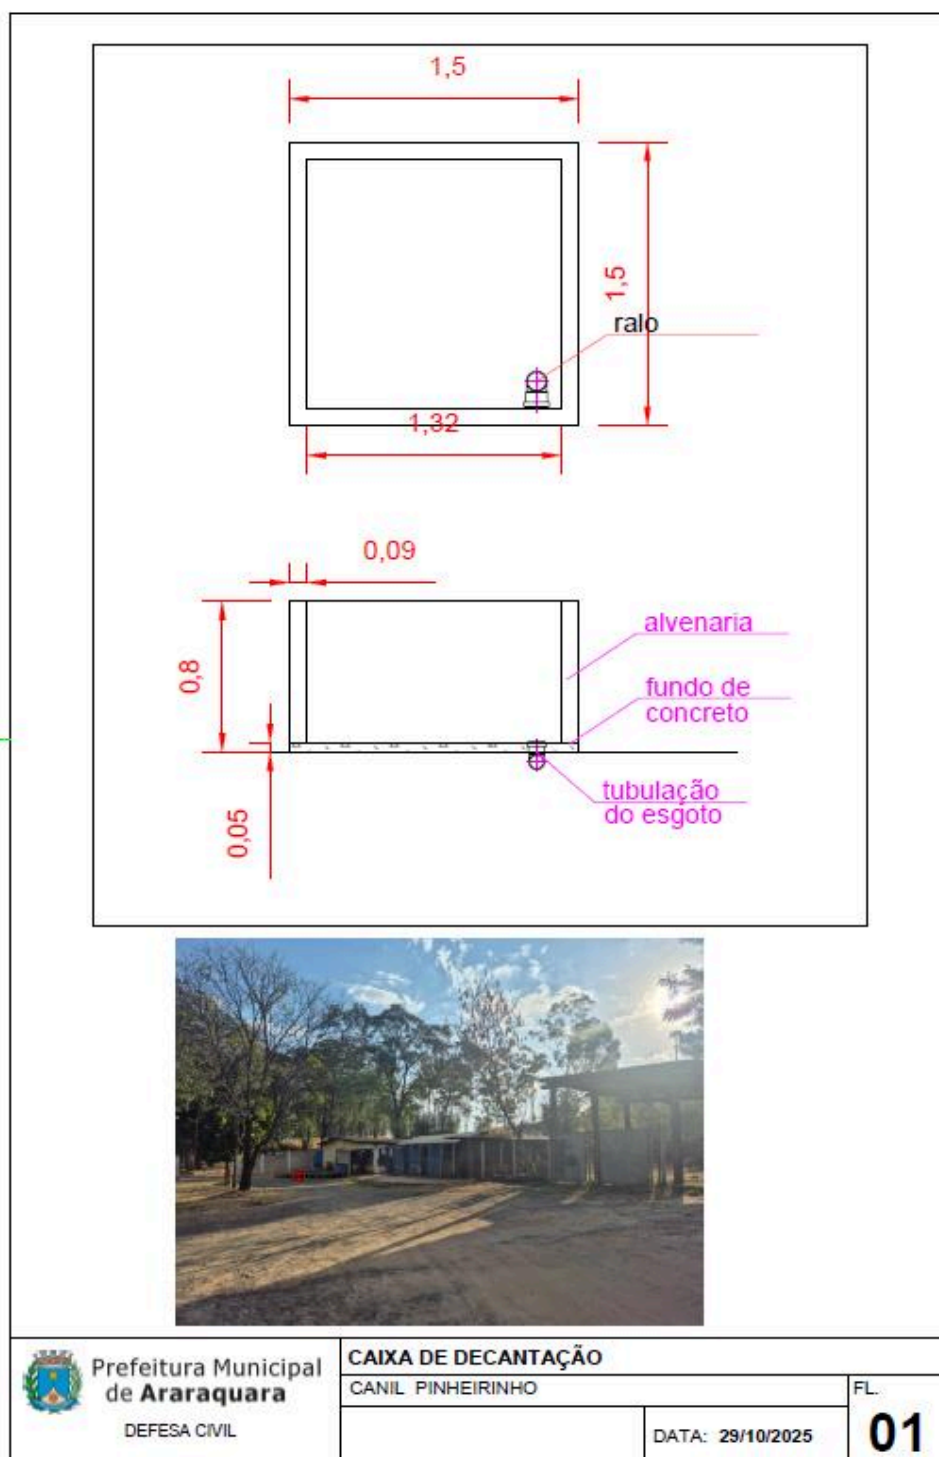 1,5
1,5
ralo
1,32
0,09
0,8
alvenaria
fundo de
concreto
tubulação
do esgoto
0,05
Prefeitura Municipal
de Araraquara
DEFESA CIVIL
CAIXA DE DECANTAÇÃO
CANIL PINHEIRINHO
FL.
01
DATA: 29/10/2025